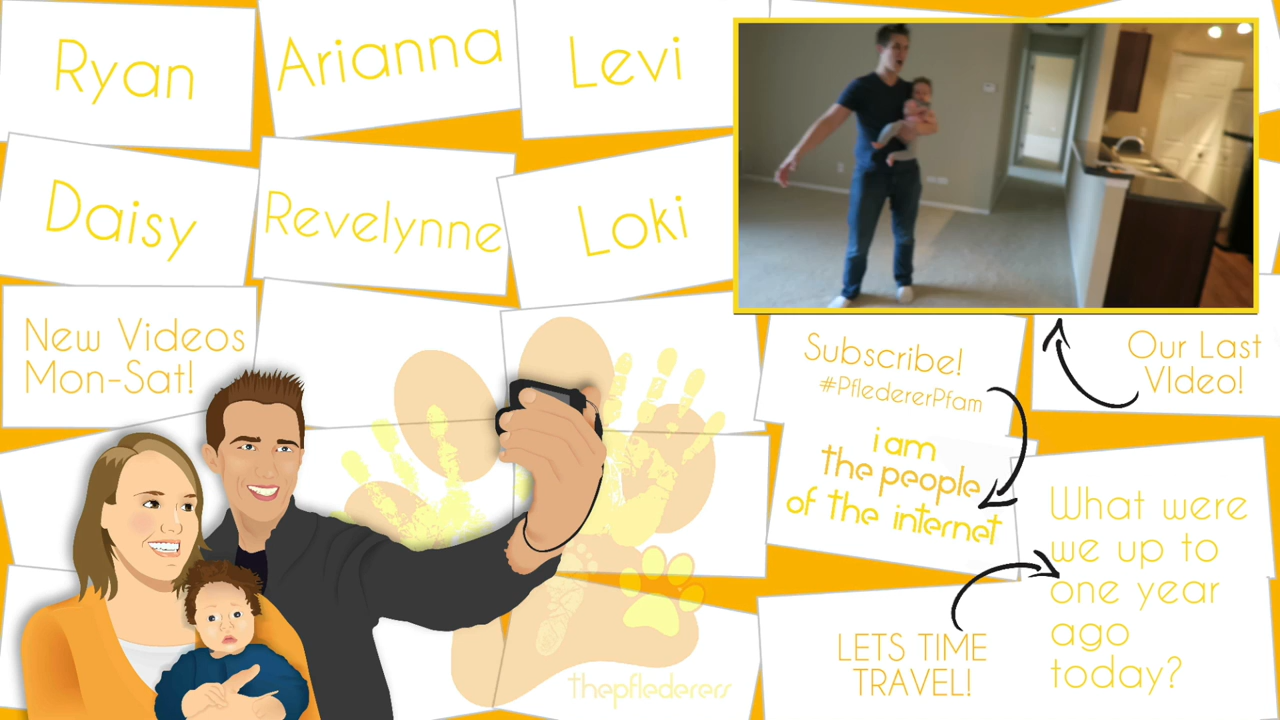 Ryan
Arianna
Levi
Daisy
Revelynne
Loki
New Videos
Mon-Sat!
Subscribe!
#PfledererPfam
i am
the people
of the internet
Our Last
VIdeo!
What were
we up to
one year
ago
today?
LETS TIME
TRAVEL!
thepflederers